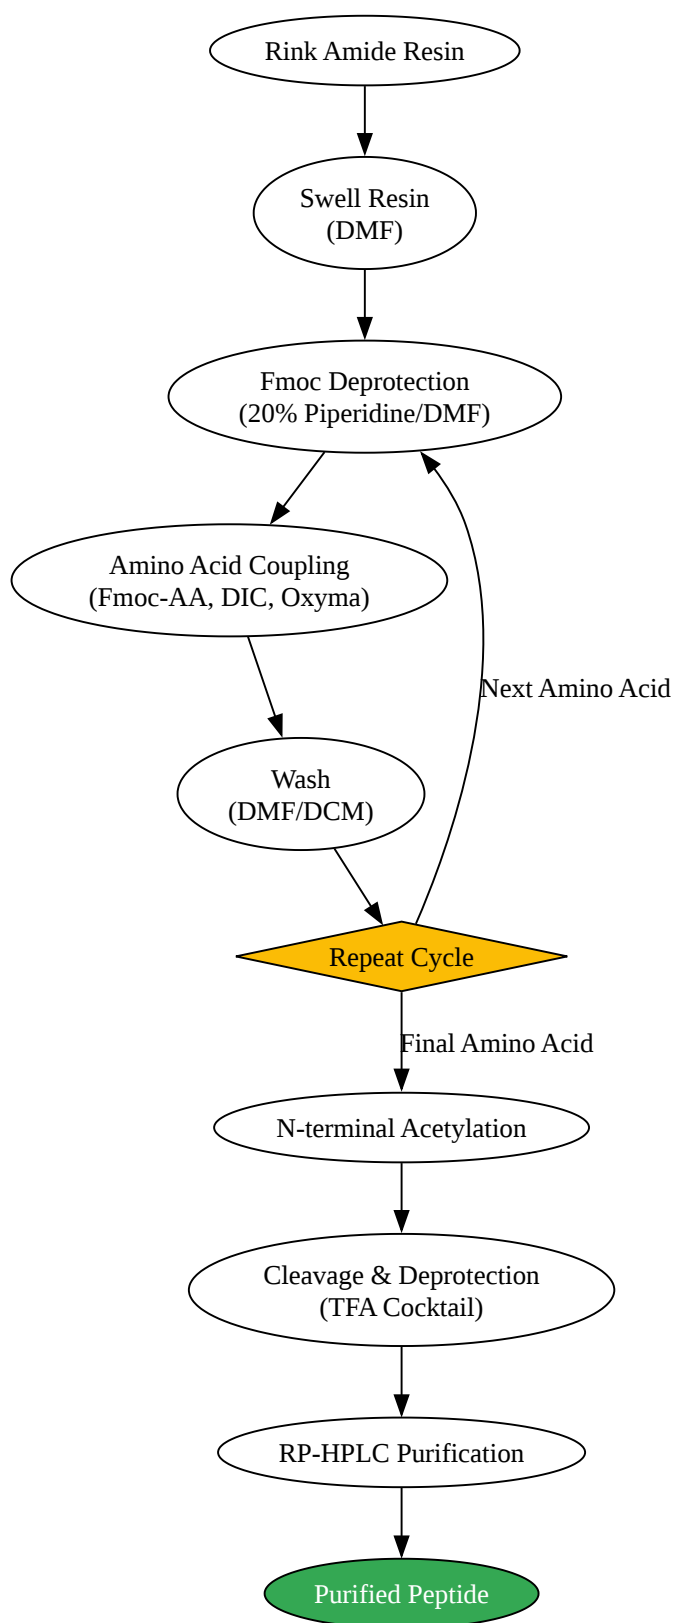 Rink Amide Resin
Swell Resin
(DMF)
Fmoc Deprotection
(20% Piperidine/DMF)
Amino Acid Coupling
(Fmoc-AA, DIC, Oxyma)
Next Amino Acid
Wash
(DMF/DCM)
Repeat Cycle
Final Amino Acid
N-terminal Acetylation
Cleavage & Deprotection
(TFA Cocktail)
RP-HPLC Purification
Purified Peptide